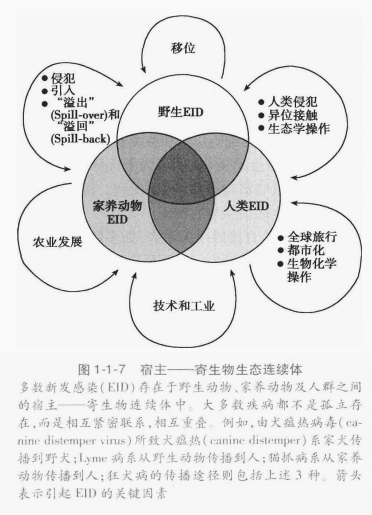 移位
● 侵犯
● 引入
● “溢出”
(Spill-over)和
“溢回”
(Spill-back)
野生EID
● 人类侵犯
● 异位接触
● 生态学操作
家养动物
EID
人类EID
农业发展
● 全球旅行
● 都市化
● 生物化学
操作
技术和工业
图 1-1-7 宿主——寄生物生态连续体
多数新发感染(EID)存在于野生动物、家养动物及人群之间
的宿主——寄生物连续体中。大多数疾病都不是孤立存
在,而是相互紧密联系,相互重叠。例如,由犬瘟热病毒(ca-
nine distemper virus)所致犬瘟热(canine distemper)系家犬传
播到野犬;Lyme 病系从野生动物传播到人;猫抓病系从家养
动物传播到人;狂犬病的传播途径则包括上述 3 种。箭头
表示引起 EID 的关键因素